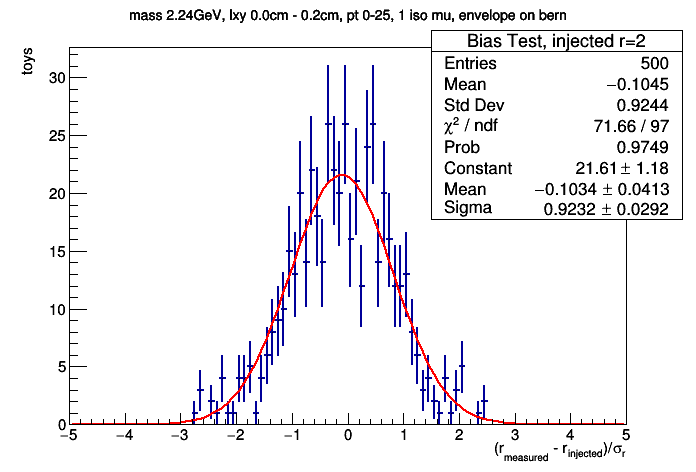 mass 2.24GeV, lxy 0.0cm - 0.2cm, pt 0-25, 1 iso mu, envelope on bern
Bias Test, injected r=2
Entries 500
Mean −0.1045
Std Dev 0.9244
χ² / ndf 71.66 / 97
Prob 0.9749
Constant 21.61 ± 1.18
Mean −0.1034 ± 0.0413
Sigma 0.9232 ± 0.0292
toys
30
25
20
15
10
5
0
−5 −4 −3 −2 −1 0 1 2 3 4 5
(r_measured - r_injected)/σ_r